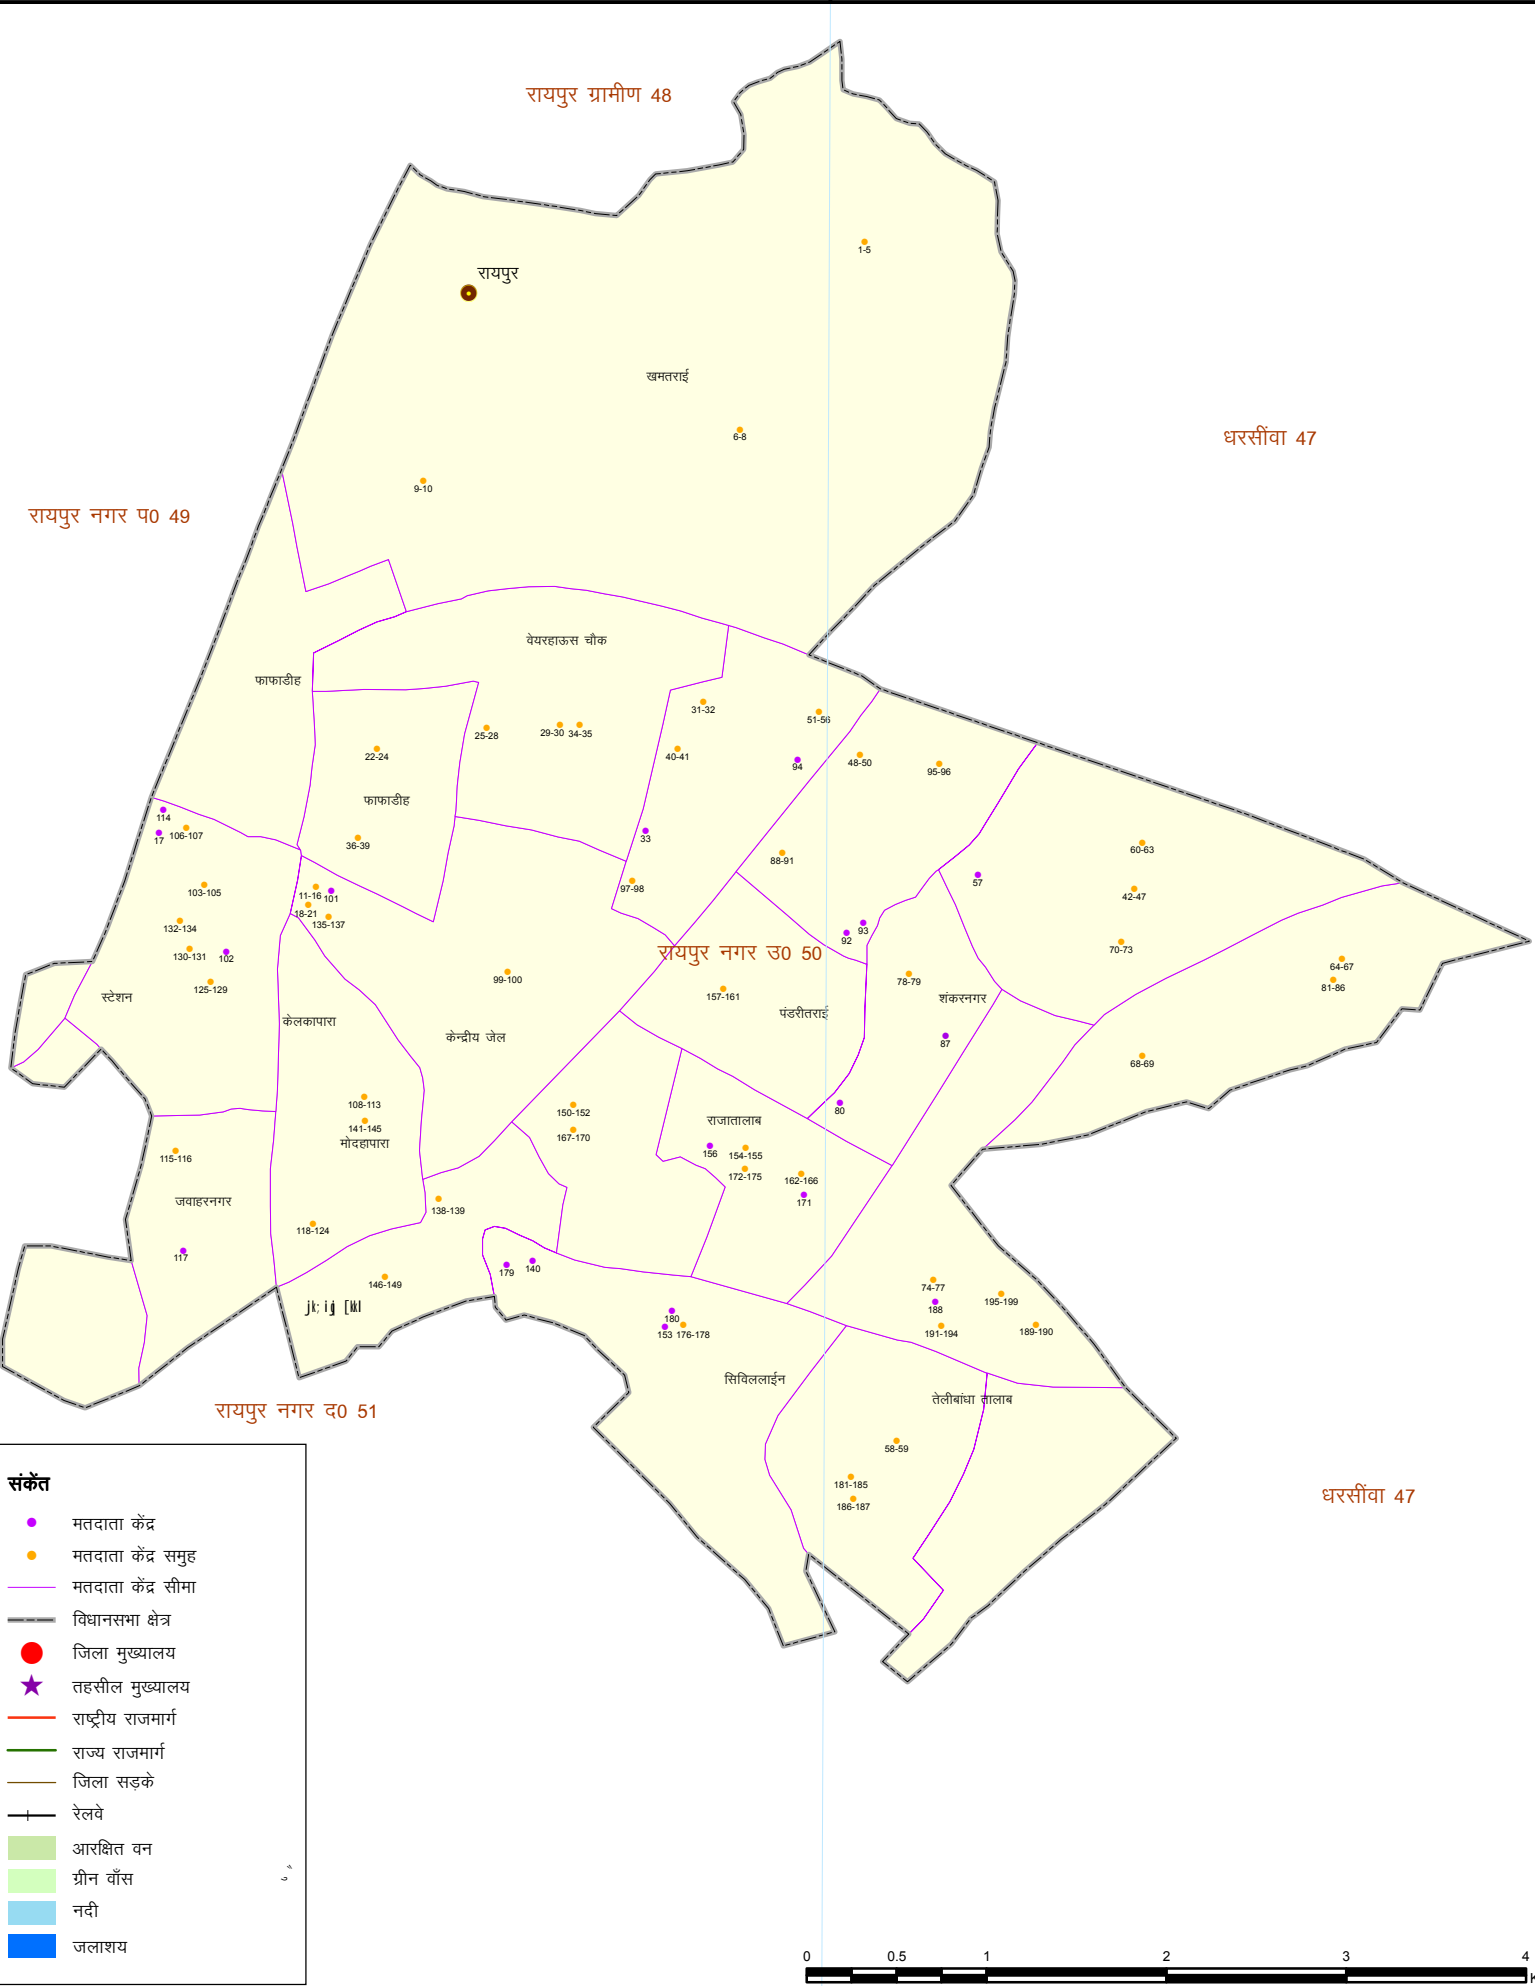 रायपुर ग्रामीण 48
1-5
रायपुर
खमतराई
6-8
धरसींवा 47
9-10
रायपुर नगर प0 49
वेयरहाऊस चौक
फाफाडीह
31-32
51-56
25-28
29-30 34-35
22-24
40-41
94
48-50
95-96
फाफाडीह
114
17
106-107
36-39
33
60-63
88-91
57
103-105
11-16
101
97-98
42-47
18-21
135-137
132-134
92
93
130-131
102
रायपुर नगर उ0 50
70-73
64-67
99-100
78-79
81-86
125-129
157-161
स्टेशन
शंकरनगर
केलकापारा
पंडरीतराई
केन्द्रीय जेल
87
68-69
108-113
150-152
80
141-145
राजातालाब
167-170
मोदहापारा
156
154-155
115-116
172-175
162-166
जवाहरनगर
138-139
171
118-124
117
179
140
146-149
74-77
195-199
188
jk; iqj [kkl
180
153
176-178
191-194
189-190
सिविललाईन
तेलीबांधा तालाब
रायपुर नगर द0 51
58-59
181-185
186-187
धरसींवा 47
संकेंत
मतदाता केंद्र
मतदाता केंद्र समुह
मतदाता केंद्र सीमा
विधानसभा क्षेत्र
जिला मुख्यालय
तहसील मुख्यालय
राष्ट्रीय राजमार्ग
राज्य राजमार्ग
जिला सड़के
रेलवे
आरक्षित वन
ग्रीन वाँस
नदी
जलाशय
0 0.5 1 2 3 4